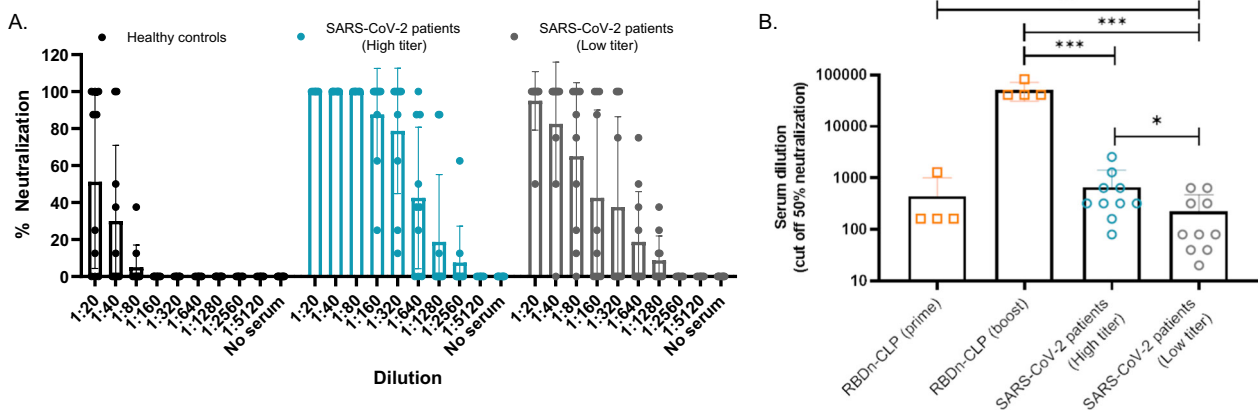 A.
Healthy controls
SARS-CoV-2 patients
(High titer)
SARS-CoV-2 patients
(Low titer)
% Neutralization
120
100
80
60
40
20
0
1:20
1:40
1:80
1:160
1:320
1:640
1:1280
1:2560
1:5120
No serum
1:20
1:40
1:80
1:160
1:320
1:640
1:1280
1:2560
1:5120
No serum
1:20
1:40
1:80
1:160
1:320
1:640
1:1280
1:2560
1:5120
No serum
Dilution
B.
***
***
*
Serum dilution
(cut off 50% neutralization)
100000
10000
1000
100
10
RBDn-CLP (prime)
RBDn-CLP (boost)
SARS-CoV-2 patients
(High titer)
SARS-CoV-2 patients
(Low titer)